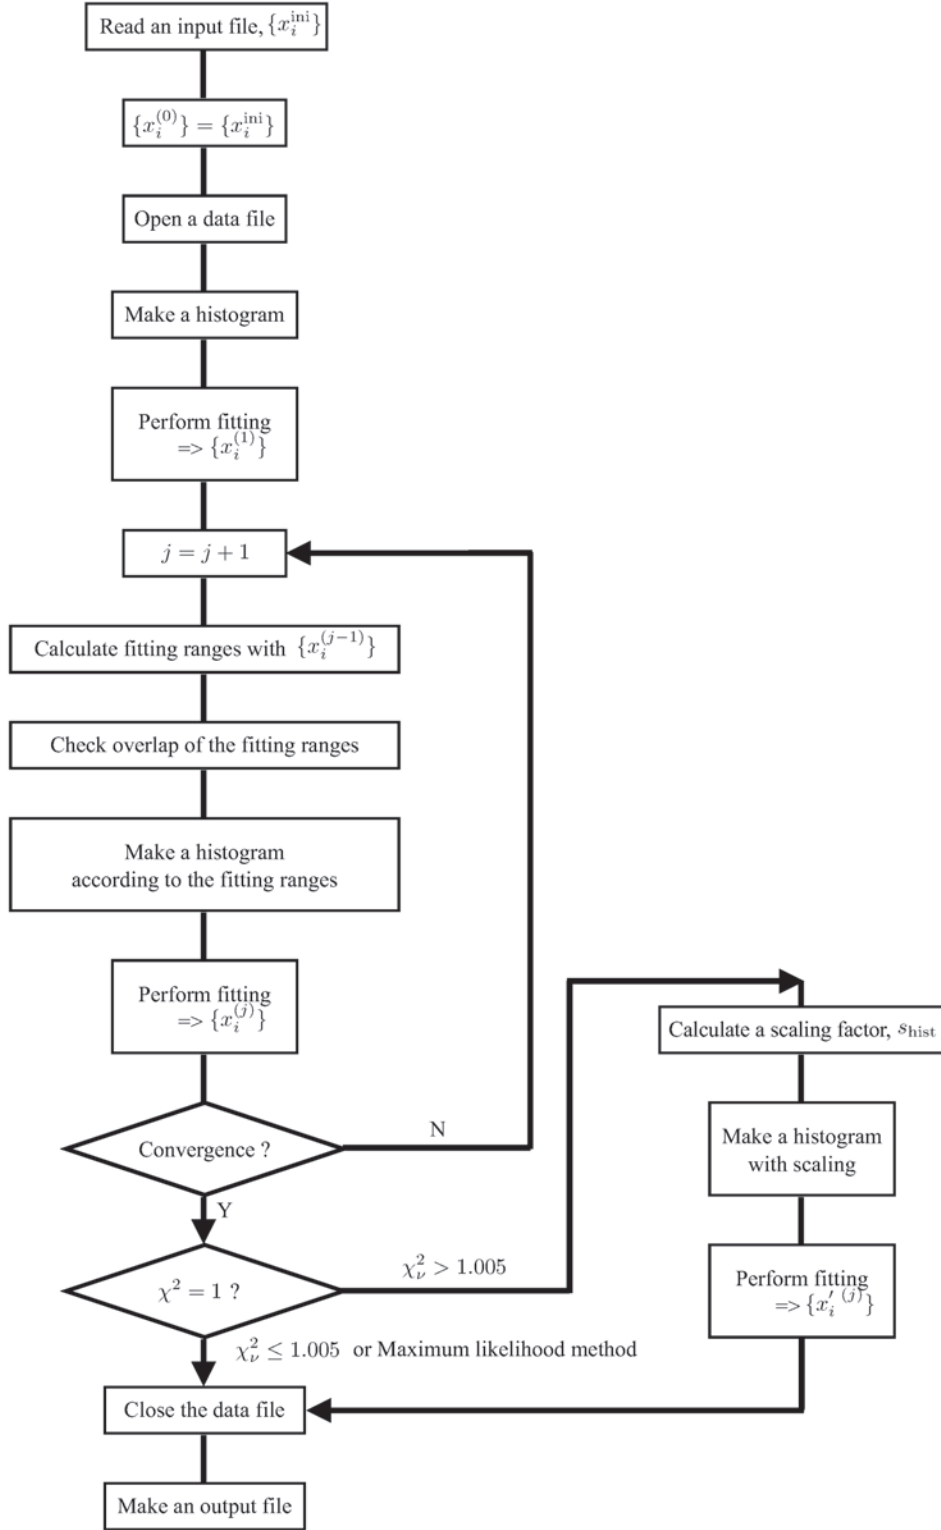 Read an input file, {x_i^ini}
{x_i^(0)} = {x_i^ini}
Open a data file
Make a histogram
Perform fitting
=> {x_i^(1)}
j = j + 1
Calculate fitting ranges with {x_i^(j−1)}
Check overlap of the fitting ranges
Make a histogram
according to the fitting ranges
Perform fitting
=> {x_i^(j)}
Convergence ?
N
Y
χ² = 1 ?
χ_ν² > 1.005
χ_ν² ≤ 1.005 or Maximum likelihood method
Calculate a scaling factor, s_hist
Make a histogram
with scaling
Perform fitting
=> {x'_i^(j)}
Close the data file
Make an output file